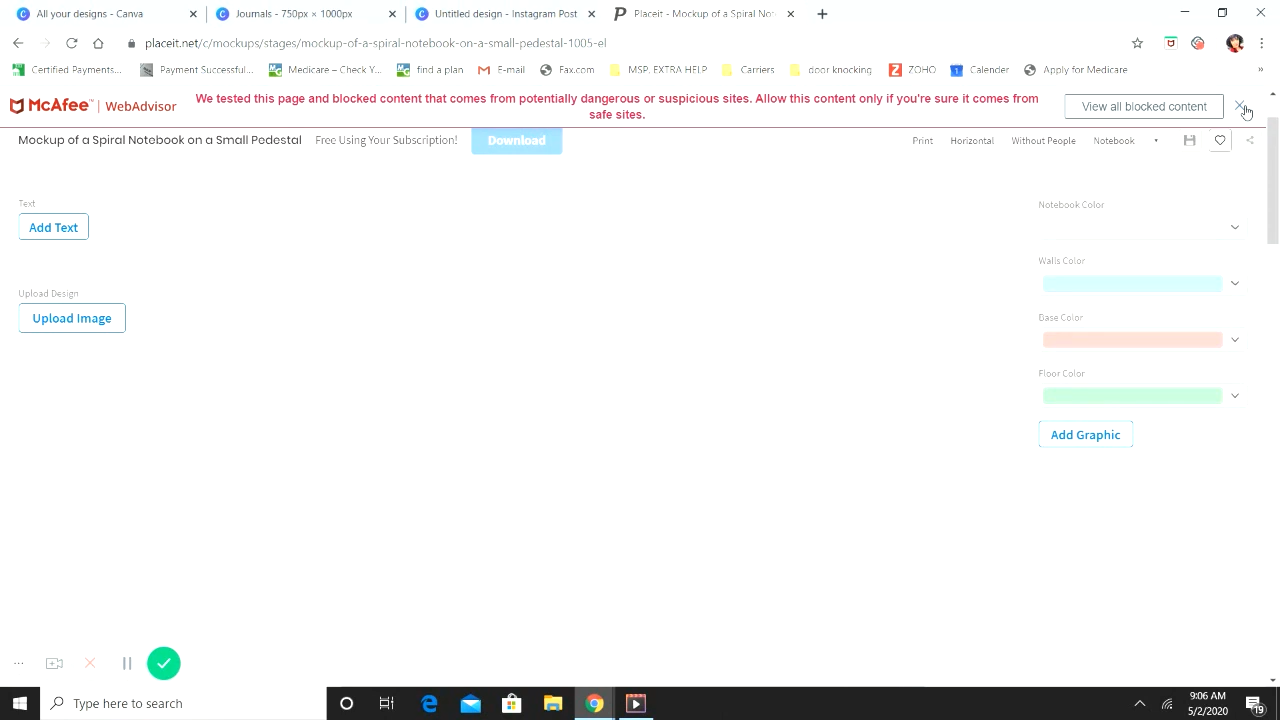 All your designs - Canva
Journals - 750px × 1000px
Untitled design - Instagram Post
Placeit - Mockup of Spiral Not
placeit.net/c/mockups/stages/mockup-of-a-spiral-notebook-on-a-small-pedestal-1005-el
Certified Payments...
Payment Successful...
Medicare – Check Y...
find a plan
E-mail
Fax.com
MSP, EXTRA HELP
Carriers
door knocking
ZOHO
Calender
Apply for Medicare
McAfee™ | WebAdvisor
We tested this page and blocked content that comes from potentially dangerous or suspicious sites. Allow this content only if you're sure it comes from
safe sites.
View all blocked content
Mockup of a Spiral Notebook on a Small Pedestal
Free Using Your Subscription!
Download
Print
Horizontal
Without People
Notebook
Text
Add Text
Upload Design
Upload Image
Notebook Color
Walls Color
Base Color
Floor Color
Add Graphic
Type here to search
9:06 AM
5/2/2020
19